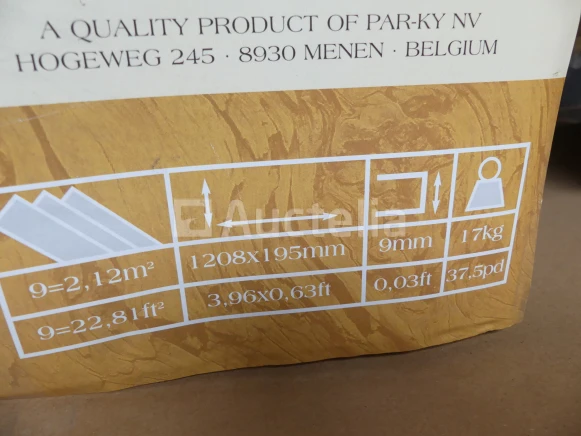 A QUALITY PRODUCT OF PAR-KY NV
HOGEWEG 245 · 8930 MENEN · BELGIUM
Auctelia
9=2,12m² 1208x195mm 9mm 17kg
9=22,81ft² 3,96x0,63ft 0,03ft 37.5pd